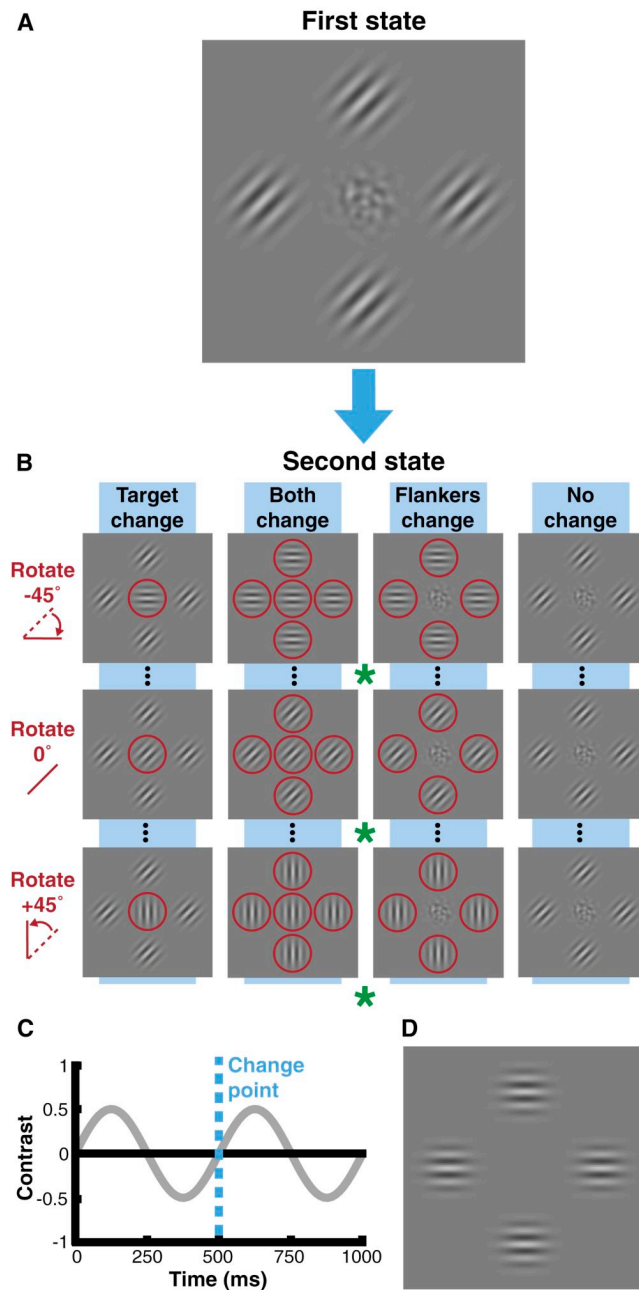 A
First state
B
Second state
Target
change
Both
change
Flankers
change
No
change
Rotate
-45°
Rotate
0°
Rotate
+45°
*
*
*
C
Change
point
1
0.5
0
-0.5
-1
Contrast
0 250 500 750 1000
Time (ms)
D